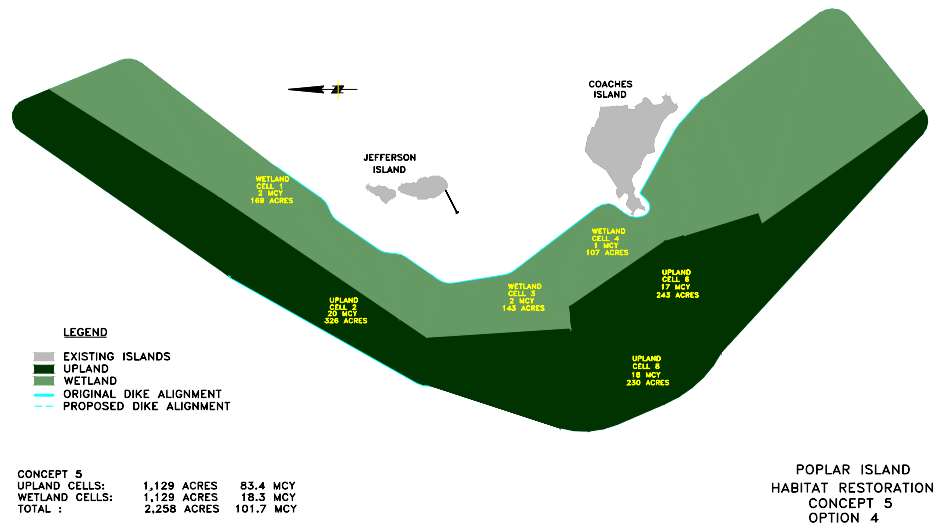 COACHES
ISLAND
JEFFERSON
ISLAND
WETLAND
CELL 1
2 MCY
169 ACRES
WETLAND
CELL 4
1 MCY
107 ACRES
UPLAND
CELL 6
17 MCY
243 ACRES
WETLAND
CELL 3
2 MCY
143 ACRES
UPLAND
CELL 2
20 MCY
326 ACRES
UPLAND
CELL 8
18 MCY
230 ACRES
LEGEND
EXISTING ISLANDS
UPLAND
WETLAND
ORIGINAL DIKE ALIGNMENT
PROPOSED DIKE ALIGNMENT
CONCEPT 5
UPLAND CELLS: 1,129 ACRES 83.4 MCY
WETLAND CELLS: 1,129 ACRES 18.3 MCY
TOTAL : 2,258 ACRES 101.7 MCY
POPLAR ISLAND
HABITAT RESTORATION
CONCEPT 5
OPTION 4